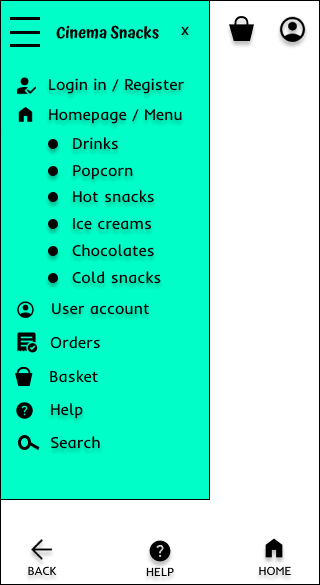 Cinema Snacks x
Login in / Register
Homepage / Menu
Drinks
Popcorn
Hot snacks
Ice creams
Chocolates
Cold snacks
User account
Orders
Basket
Help
Search
BACK HELP HOME